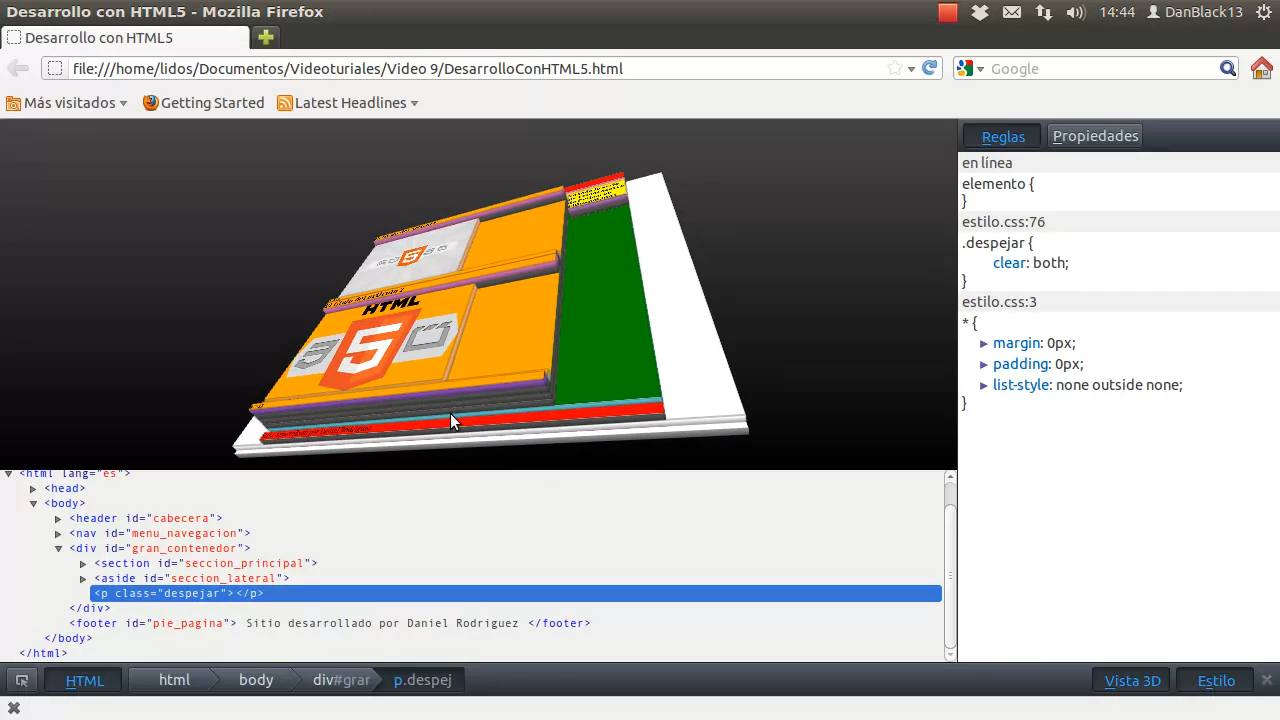 Desarrollo con HTML5 - Mozilla Firefox
14:44 DanBlack13
Desarrollo con HTML5
file:///home/lidos/Documentos/Videoturiales/Video 9/DesarrolloConHTML5.html
Google
Más visitados
Getting Started
Latest Headlines
Reglas Propiedades
en línea
elemento {
}
estilo.css:76
.despejar {
clear: both;
}
estilo.css:3
* {
margin: 0px;
padding: 0px;
list-style: none outside none;
}
HTML
5
<html lang="es">
<head>
<body>
<header id="cabecera">
<nav id="menu_navegacion">
<div id="gran_contenedor">
<section id="seccion_principal">
<aside id="seccion_lateral">
<p class="despejar"></p>
</div>
<footer id="pie_pagina"> Sitio desarrollado por Daniel Rodriguez </footer>
</body>
</html>
HTML html body div#grar p.despej Vista 3D Estilo